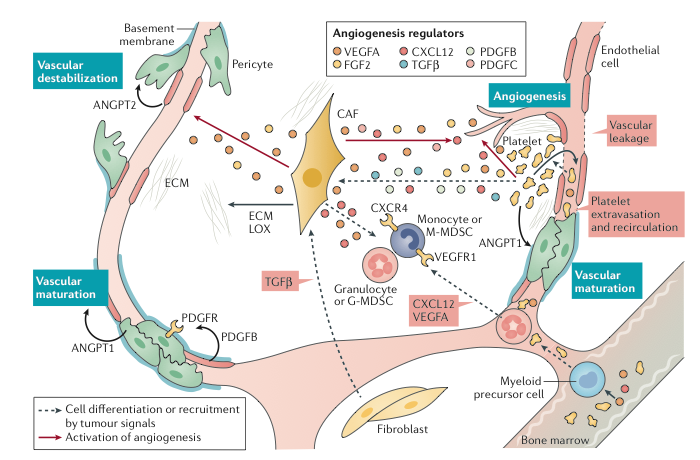 Basement
membrane
Vascular
destabilization
Pericyte
ANGPT2
Angiogenesis regulators
VEGFA
CXCL12
PDGFB
FGF2
TGFβ
PDGFC
Endothelial
cell
Angiogenesis
CAF
Platelet
Vascular
leakage
ECM
ECM
LOX
CXCR4
Monocyte or
M-MDSC
VEGFR1
ANGPT1
Platelet
extravasation
and recirculation
TGFβ
Granulocyte
or G-MDSC
CXCL12
VEGFA
Vascular
maturation
Vascular
maturation
PDGFR
PDGFB
ANGPT1
Myeloid
precursor cell
Fibroblast
Bone marrow
Cell differentiation or recruitment
by tumour signals
Activation of angiogenesis